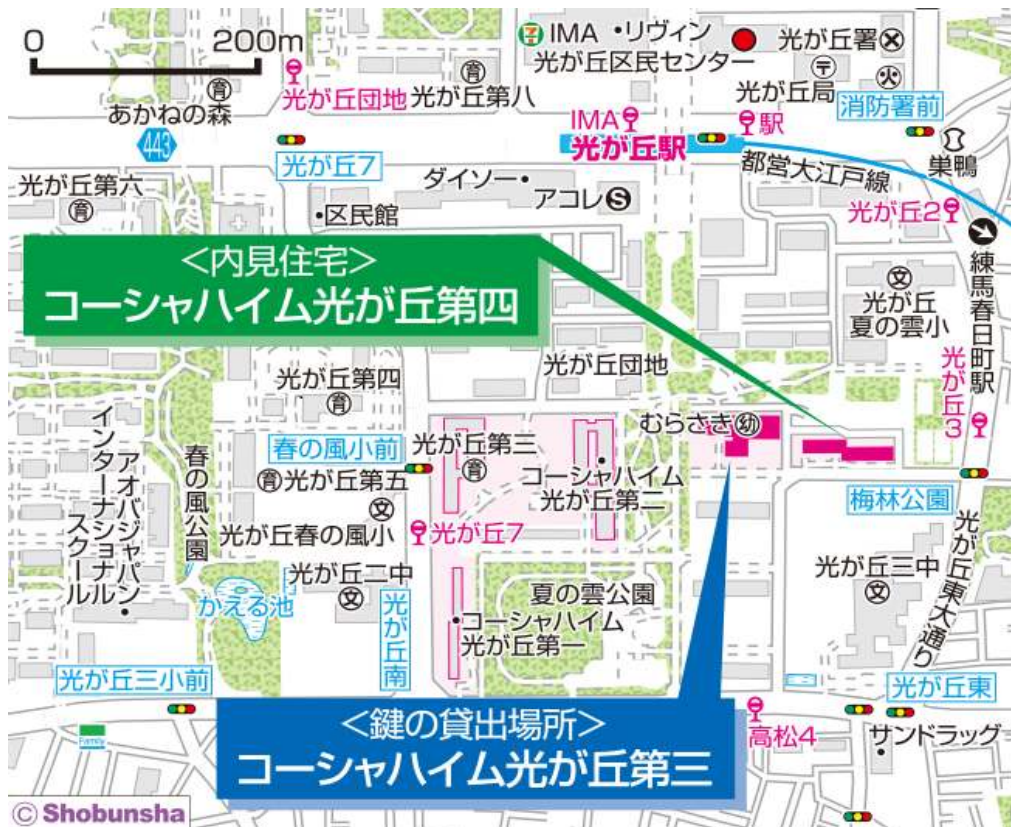 0 200m
IMA ・リヴィン
光が丘区民センター
光が丘署
あかねの森
育
光が丘団地
光が丘第八
育
光が丘局
〒
火
消防署前
443
光が丘7
IMA
光が丘駅
駅
都営大江戸線
巣鴨
光が丘第六
育
・区民館
ダイソー・
アコレ
S
光が丘2
練馬春日町駅
<内見住宅>
コーシャハイム光が丘第四
文
光が丘
夏の雲小
光が丘団地
光が丘3
光が丘第四
育
春の風小前
光が丘第三
育
むらさき
幼
コーシャハイム
光が丘第二
梅林公園
育
光が丘第五
文
光が丘春の風小
光が丘7
春の風公園
アオバジャパン・
インターナショナル
スクール
かえる池
光が丘二中
文
光が丘南
夏の雲公園
コーシャハイム
光が丘第一
光が丘三中
文
光が丘東大通り
光が丘三小前
光が丘東
<鍵の貸出場所>
コーシャハイム光が丘第三
高松4
サンドラッグ
Family
© Shobunsha